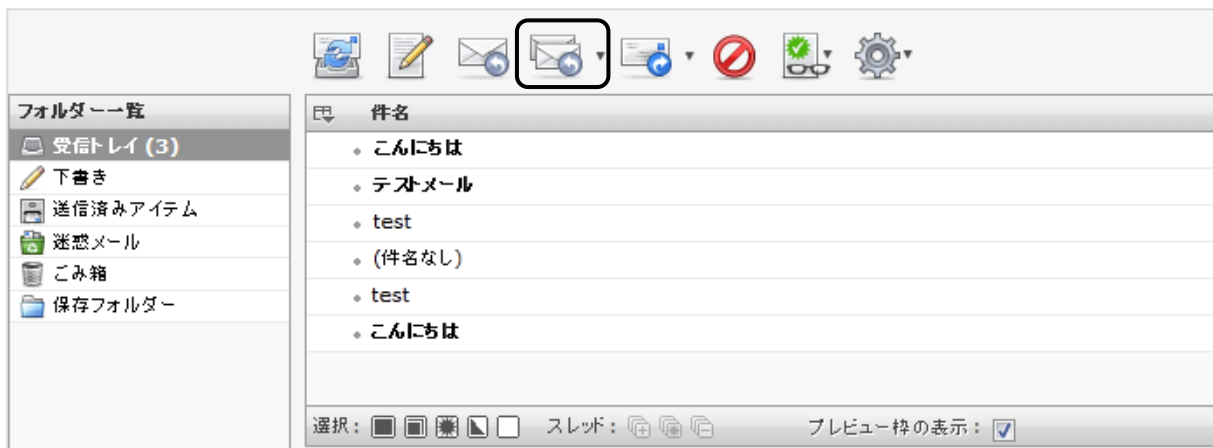 フォルダー一覧
受信トレイ (3)
下書き
送信済みアイテム
迷惑メール
ごみ箱
保存フォルダー
件名
こんにちは
テストメール
test
(件名なし)
test
こんにちは
選択: スレッド: プレビュー枠の表示: